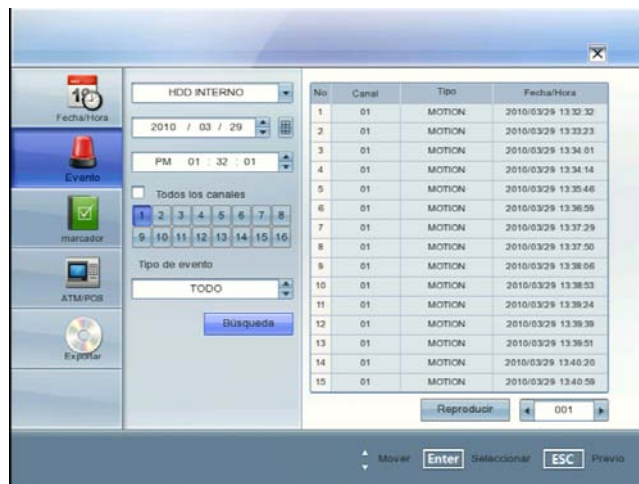 Fecha/Hora
Evento
marcador
ATM/POS
Exportar
HDD INTERNO
2010 / 03 / 29
PM 01 : 32 : 01
Todos los canales
1 2 3 4 5 6 7 8
9 10 11 12 13 14 15 16
Tipo de evento
TODO
Búsqueda
No Canal Tipo Fecha/Hora
1 01 MOTION 2010/03/29 13:32:32
2 01 MOTION 2010/03/29 13:33:23
3 01 MOTION 2010/03/29 13:34:01
4 01 MOTION 2010/03/29 13:34:14
5 01 MOTION 2010/03/29 13:35:46
6 01 MOTION 2010/03/29 13:36:59
7 01 MOTION 2010/03/29 13:37:29
8 01 MOTION 2010/03/29 13:37:50
9 01 MOTION 2010/03/29 13:38:06
10 01 MOTION 2010/03/29 13:38:53
11 01 MOTION 2010/03/29 13:39:24
12 01 MOTION 2010/03/29 13:39:39
13 01 MOTION 2010/03/29 13:39:51
14 01 MOTION 2010/03/29 13:40:20
15 01 MOTION 2010/03/29 13:40:59
Reproducir 001
Mover Enter Seleccionar ESC Previo